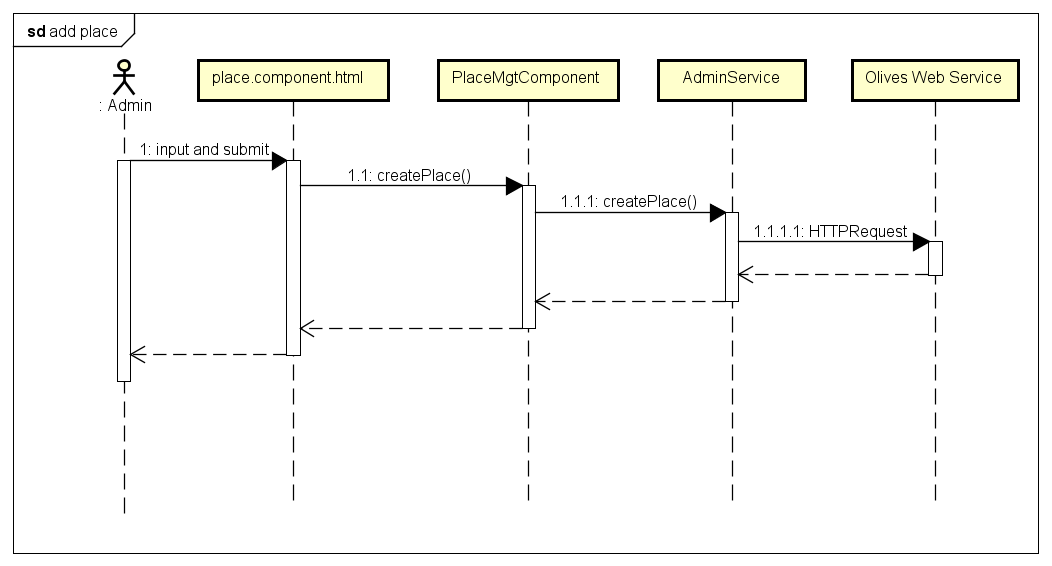 sd add place
: Admin
place.component.html
PlaceMgtComponent
AdminService
Olives Web Service
1: input and submit
1.1: createPlace()
1.1.1: createPlace()
1.1.1.1: HTTPRequest